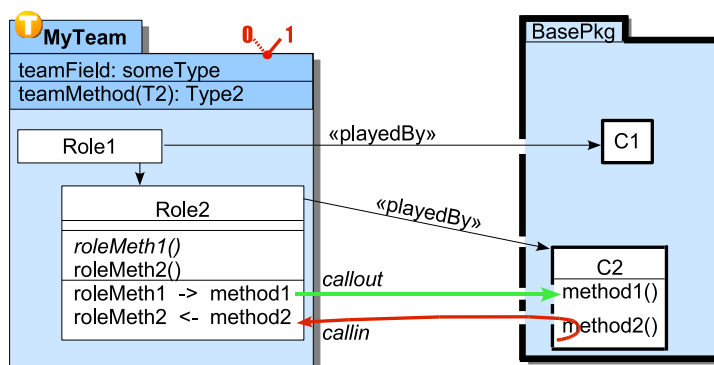 T
MyTeam
0 1
teamField: someType
teamMethod(T2): Type2
Role1
Role2
roleMeth1()
roleMeth2()
roleMeth1 -> method1
roleMeth2 <- method2
«playedBy»
«playedBy»
callout
callin
BasePkg
C1
C2
method1()
method2()